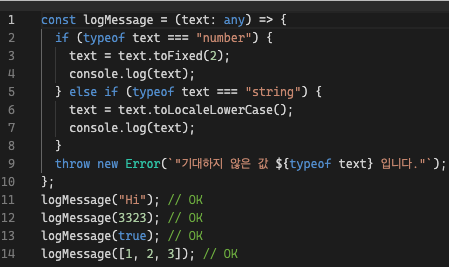 1 const logMessage = (text: any) => {
2   if (typeof text === "number") {
3     text = text.toFixed(2);
4     console.log(text);
5   } else if (typeof text === "string") {
6     text = text.toLocaleLowerCase();
7     console.log(text);
8   }
9   throw new Error(`"기대하지 않은 값 ${typeof text} 입니다."`);
10 };
11 logMessage("Hi"); // OK
12 logMessage(3323); // OK
13 logMessage(true); // OK
14 logMessage([1, 2, 3]); // OK